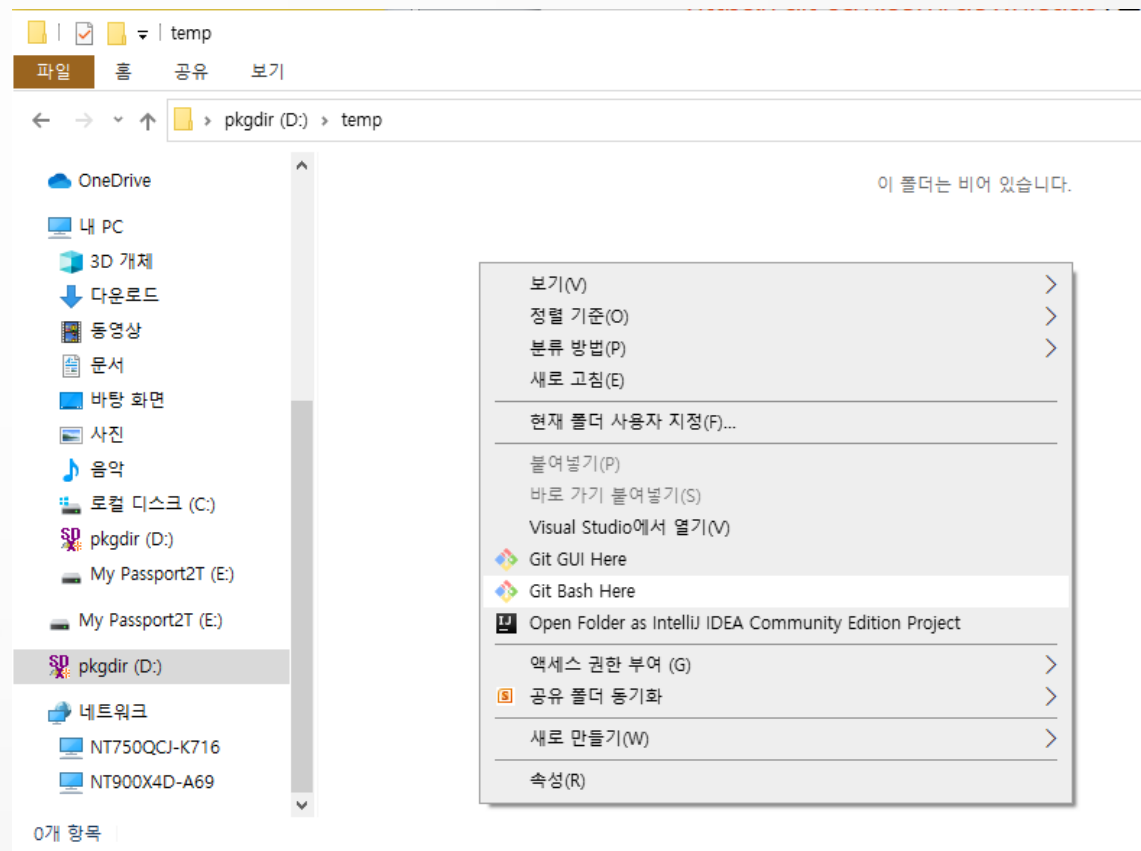 temp
파일 홈 공유 보기
pkgdir (D:) temp
OneDrive
내 PC
3D 개체
다운로드
동영상
문서
바탕 화면
사진
음악
로컬 디스크 (C:)
pkgdir (D:)
My Passport2T (E:)
My Passport2T (E:)
pkgdir (D:)
네트워크
NT750QCJ-K716
NT900X4D-A69
0개 항목
이 폴더는 비어 있습니다.
보기(V)
정렬 기준(O)
분류 방법(P)
새로 고침(E)
현재 폴더 사용자 지정(F)...
붙여넣기(P)
바로 가기 붙여넣기(S)
Visual Studio에서 열기(V)
Git GUI Here
Git Bash Here
Open Folder as IntelliJ IDEA Community Edition Project
액세스 권한 부여 (G)
공유 폴더 동기화
새로 만들기(W)
속성(R)